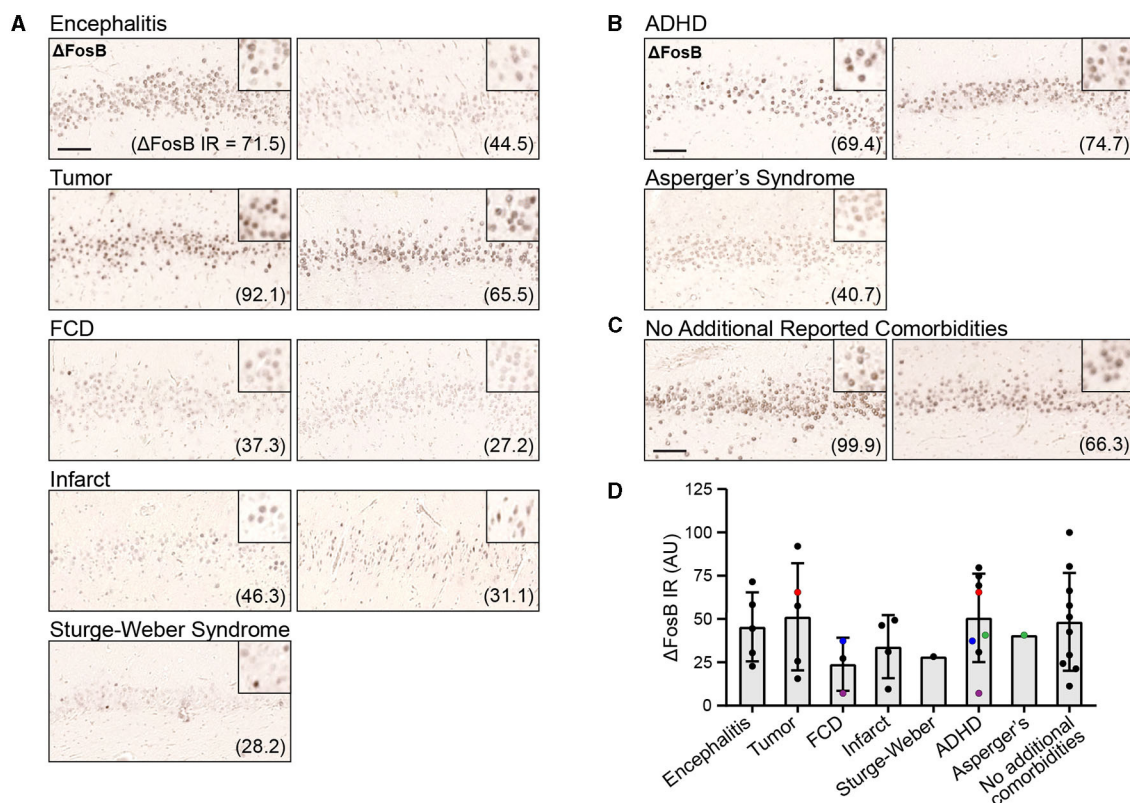 A
Encephalitis
ΔFosB
(ΔFosB IR = 71.5)
(44.5)
Tumor
(92.1)
(65.5)
FCD
(37.3)
(27.2)
Infarct
(46.3)
(31.1)
Sturge-Weber Syndrome
(28.2)
B
ADHD
ΔFosB
(69.4)
(74.7)
Asperger's Syndrome
(40.7)
C
No Additional Reported Comorbidities
(99.9)
(66.3)
D
ΔFosB IR (AU)
125
100
75
50
25
0
Encephalitis
Tumor
FCD
Infarct
Sturge-Weber
ADHD
Asperger's
No additional
comorbidities